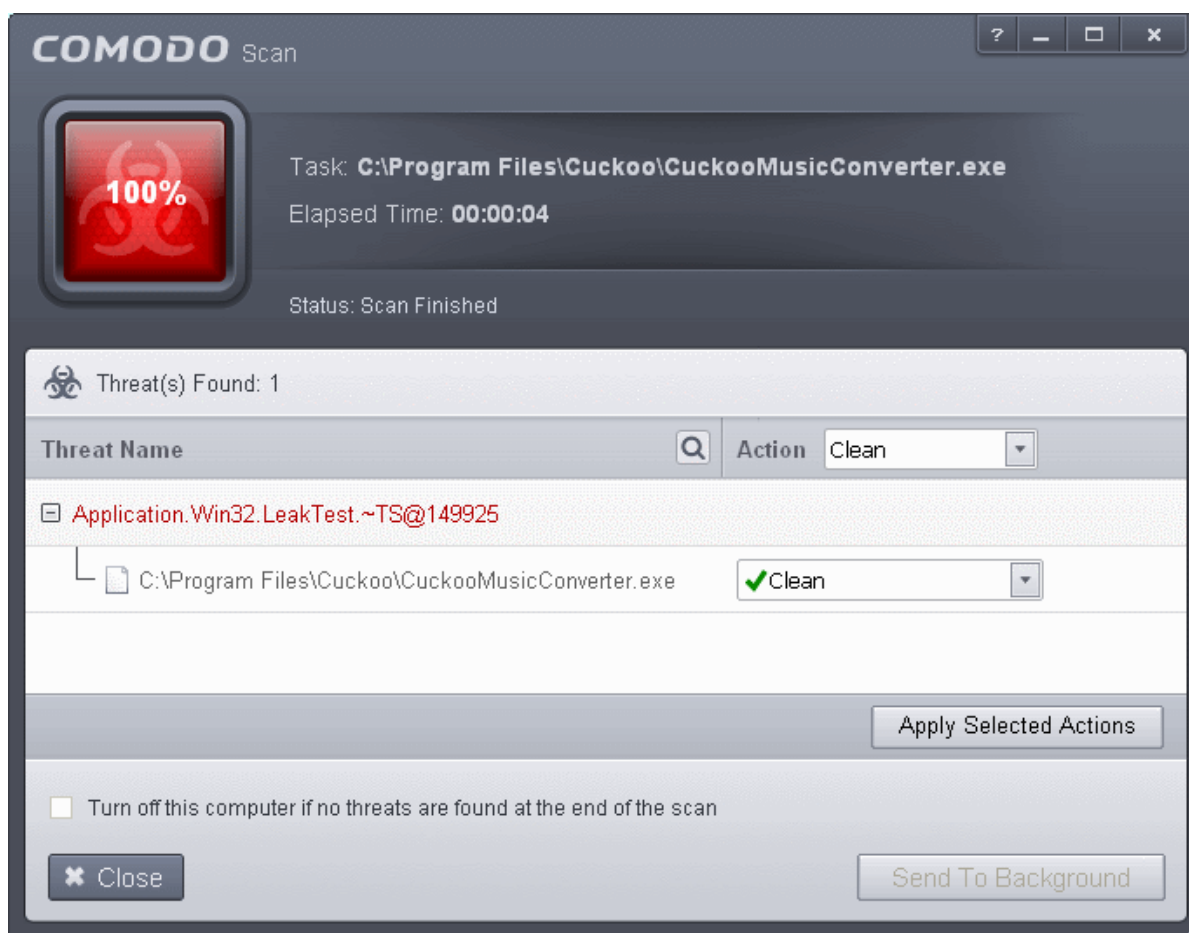 COMODO Scan
?
100%
Task: C:\Program Files\Cuckoo\CuckooMusicConverter.exe
Elapsed Time: 00:00:04
Status: Scan Finished
Threat(s) Found: 1
Threat Name Action Clean
Application.Win32.LeakTest.~TS@149925
C:\Program Files\Cuckoo\CuckooMusicConverter.exe Clean
Apply Selected Actions
Turn off this computer if no threats are found at the end of the scan
Close Send To Background